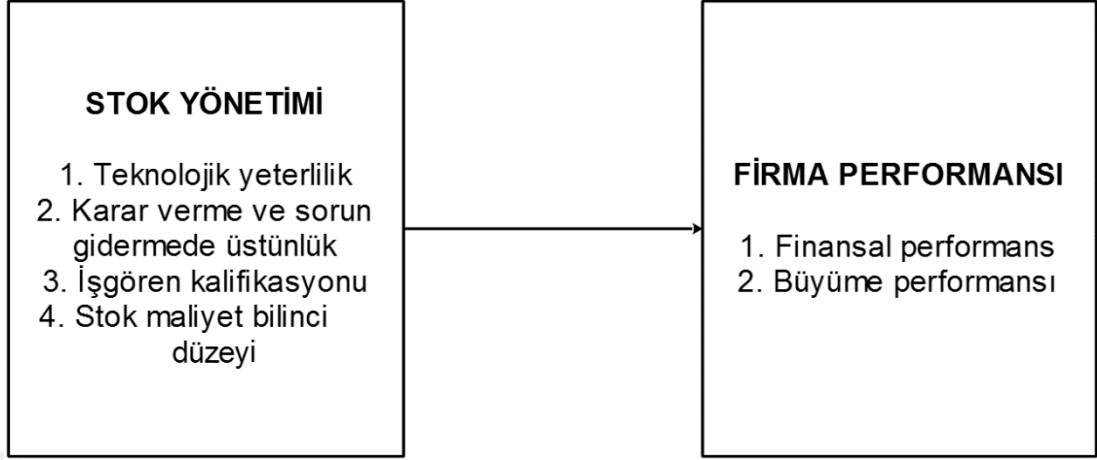 STOK YÖNETİMİ
1. Teknolojik yeterlilik
2. Karar verme ve sorun
gidermede üstünlük
3. İşgören kalifikasyonu
4. Stok maliyet bilinci
düzeyi
FİRMA PERFORMANSI
1. Finansal performans
2. Büyüme performansı